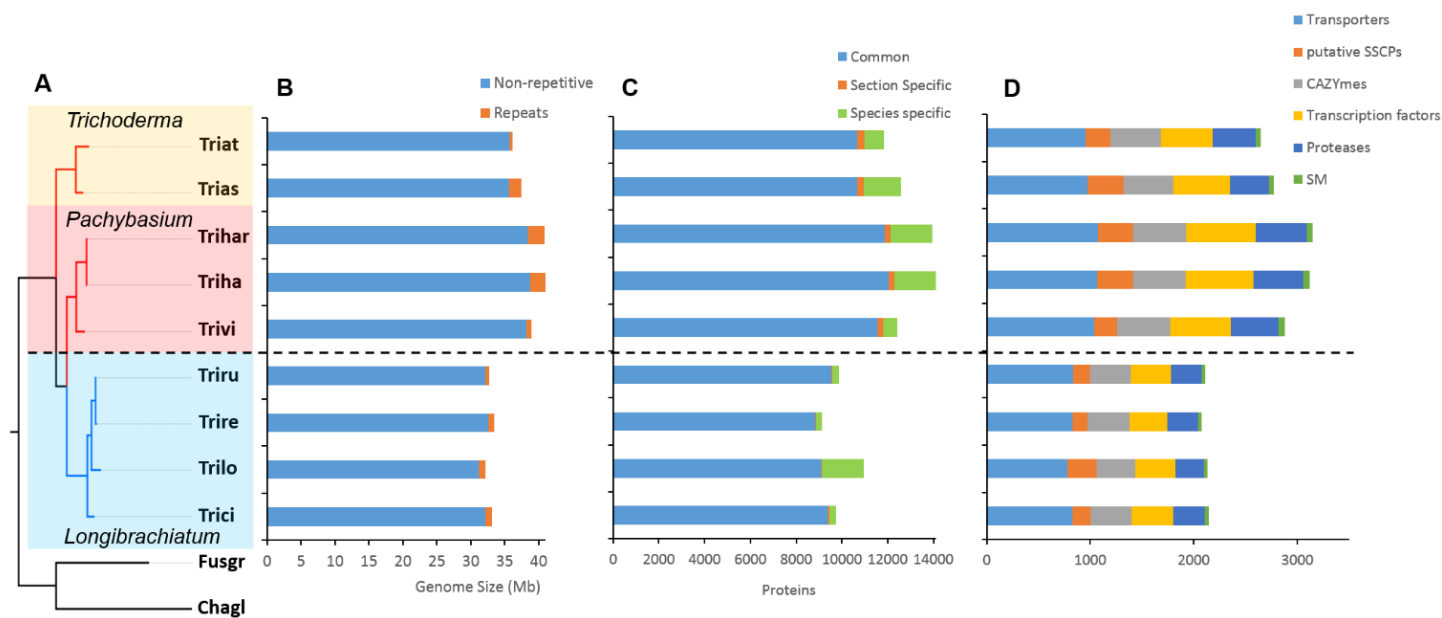 A
Trichoderma
Triat
Trias
Pachybasium
Trihar
Triha
Trivi
Triru
Trire
Trilo
Trici
Longibrachiatum
Fusgr
Chagl
B
Non-repetitive
Repeats
0 5 10 15 20 25 30 35 40
Genome Size (Mb)
C
Common
Section Specific
Species specific
0 2000 4000 6000 8000 10000 12000 14000
Proteins
D
Transporters
putative SSCPs
CAZYmes
Transcription factors
Proteases
SM
0 1000 2000 3000